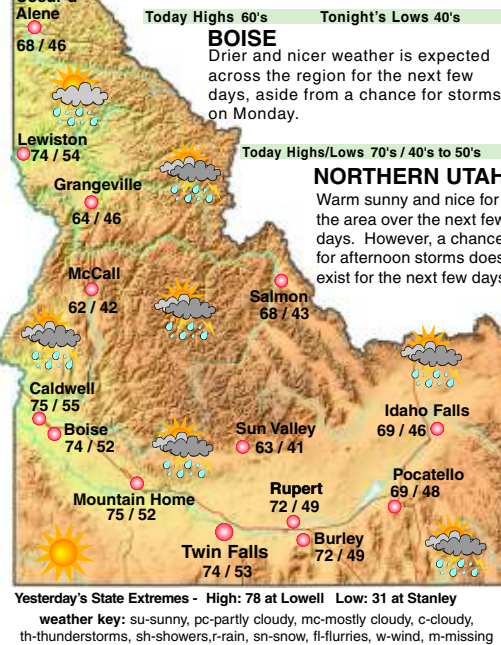 Alene
68 / 46
Today Highs 60's Tonight's Lows 40's
BOISE
Drier and nicer weather is expected
across the region for the next few
days, aside from a chance for storms
on Monday.
Lewiston
74 / 54
Today Highs/Lows 70's / 40's to 50's
NORTHERN UTAH
Warm sunny and nice for
the area over the next few
days. However, a chance
for afternoon storms does
exist for the next few days
Grangeville
64 / 46
McCall
62 / 42
Salmon
68 / 43
Caldwell
75 / 55
Boise
74 / 52
Sun Valley
63 / 41
Idaho Falls
69 / 46
Pocatello
69 / 48
Mountain Home
75 / 52
Rupert
72 / 49
Burley
72 / 49
Twin Falls
74 / 53
Yesterday's State Extremes - High: 78 at Lowell Low: 31 at Stanley
weather key: su-sunny, pc-partly cloudy, mc-mostly cloudy, c-cloudy,
th-thunderstorms, sh-showers,r-rain, sn-snow, fl-flurries, w-wind, m-missing